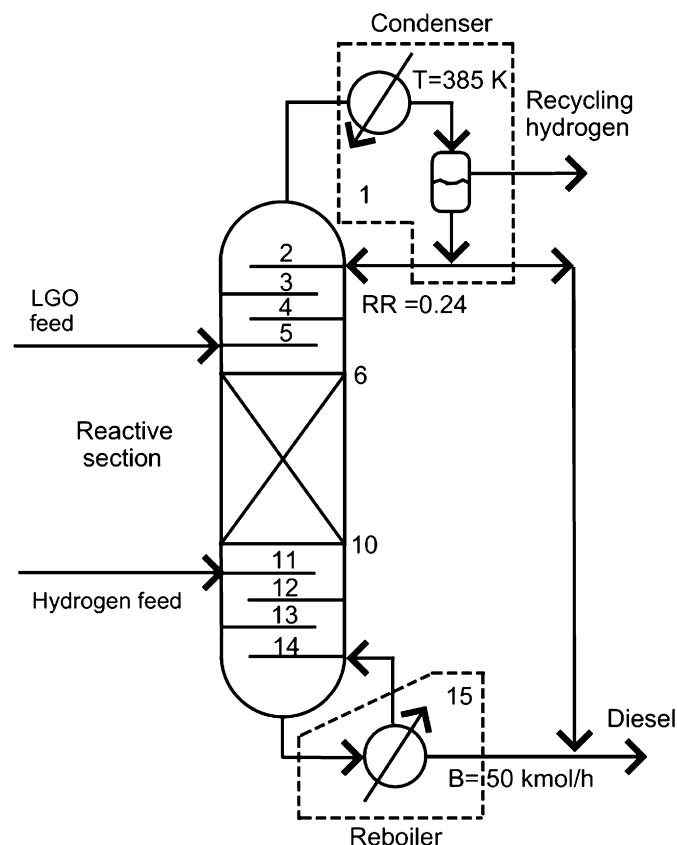 Condenser
T=385 K
Recycling
hydrogen
1
2
3
4
5
RR =0.24
LGO
feed
6
Reactive
section
10
11
12
13
14
Hydrogen feed
15
Diesel
B= 50 kmol/h
Reboiler